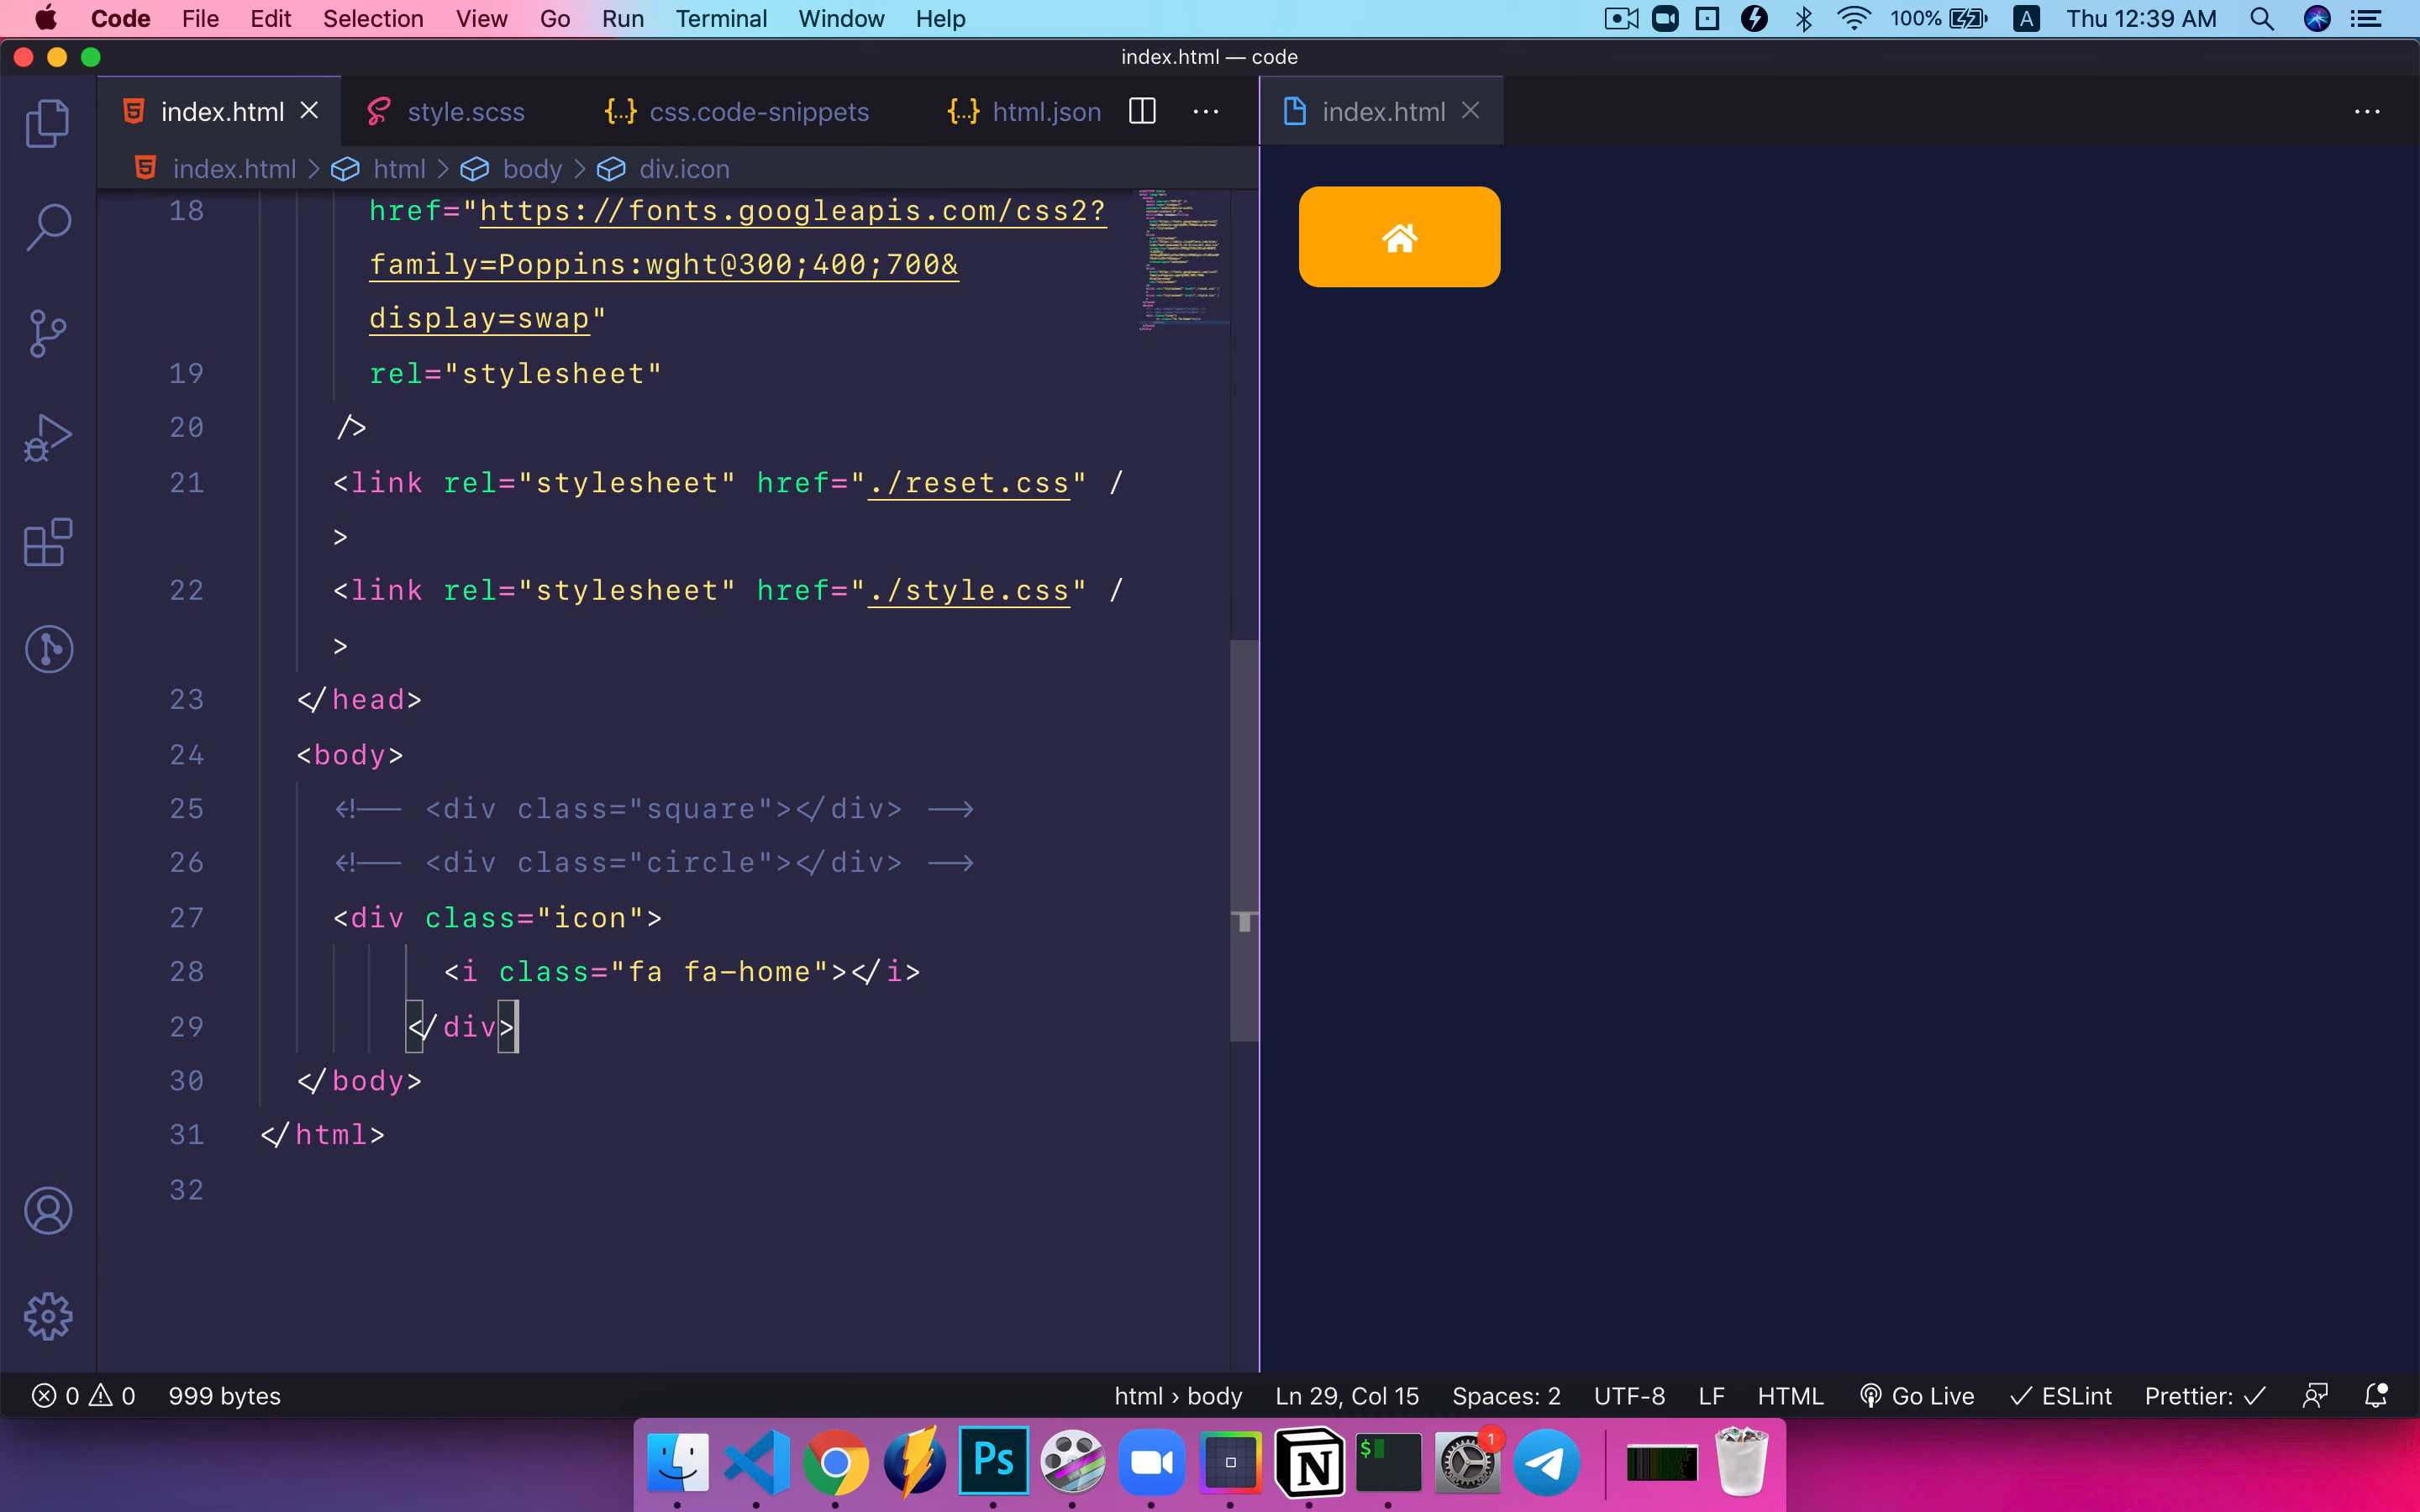 Code File Edit Selection View Go Run Terminal Window Help 100% A Thu 12:39 AM
index.html — code
index.html style.scss {..} css.code-snippets {..} html.json ... index.html ...
index.html > html > body > div.icon
18 href="https://fonts.googleapis.com/css2?
family=Poppins:wght@300;400;700&
display=swap"
19 rel="stylesheet"
20 />
21 <link rel="stylesheet" href="./reset.css" /
>
22 <link rel="stylesheet" href="./style.css" /
>
23 </head>
24 <body>
25 <!-- <div class="square"></div> -->
26 <!-- <div class="circle"></div> -->
27 <div class="icon">
28 <i class="fa fa-home"></i>
29 </div>
30 </body>
31 </html>
32
0 0 999 bytes html › body Ln 29, Col 15 Spaces: 2 UTF-8 LF HTML Go Live ESLint Prettier: ✓
Ps N $ 1